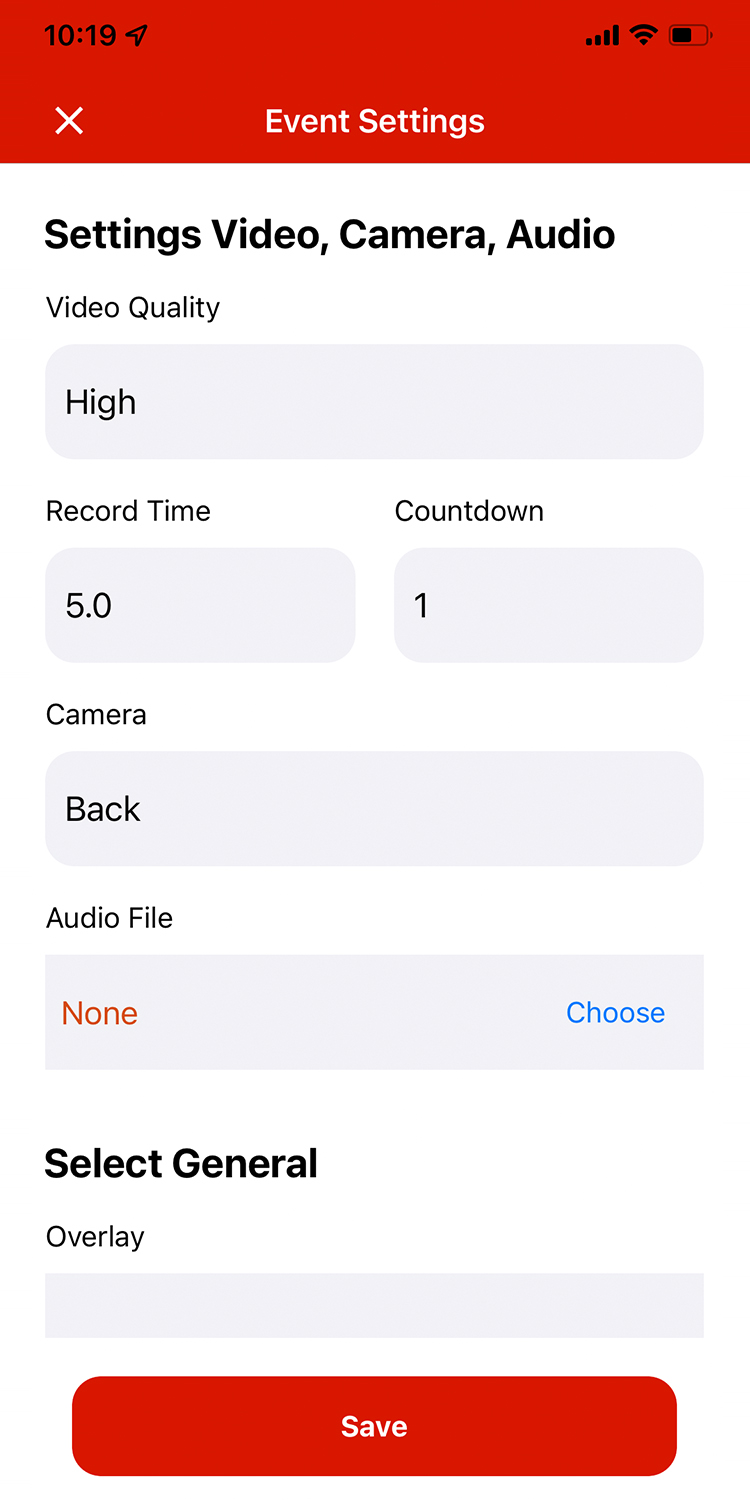 10:19
Event Settings
Settings Video, Camera, Audio
Video Quality
High
Record Time Countdown
5.0 1
Camera
Back
Audio File
None Choose
Select General
Overlay
Save